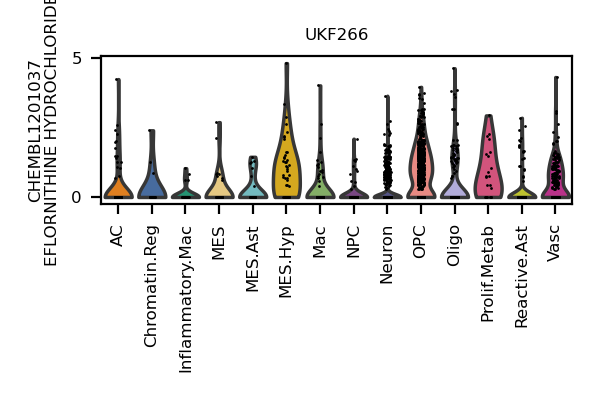 UKF266
CHEMBL1201037
EFLORNITHINE HYDROCHLORIDE
5
0
AC
Chromatin.Reg
Inflammatory.Mac
MES
MES.Ast
MES.Hyp
Mac
NPC
Neuron
OPC
Oligo
Prolif.Metab
Reactive.Ast
Vasc